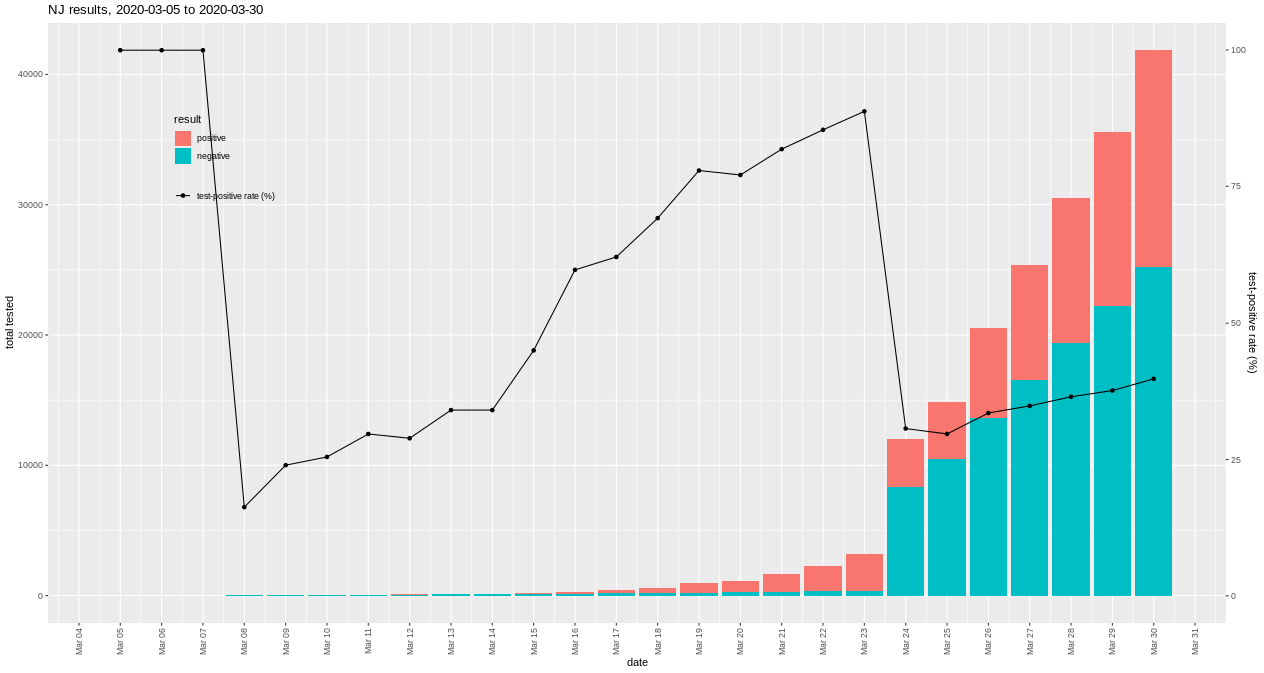 NJ results, 2020-03-05 to 2020-03-30
total tested
40000
30000
20000
10000
0
result
positive
negative
test-positive rate (%)
100
75
50
25
0
test-positive rate (%)
Mar 04
Mar 05
Mar 06
Mar 07
Mar 08
Mar 09
Mar 10
Mar 11
Mar 12
Mar 13
Mar 14
Mar 15
Mar 16
Mar 17
Mar 18
Mar 19
Mar 20
Mar 21
Mar 22
Mar 23
Mar 24
Mar 25
Mar 26
Mar 27
Mar 28
Mar 29
Mar 30
Mar 31
date